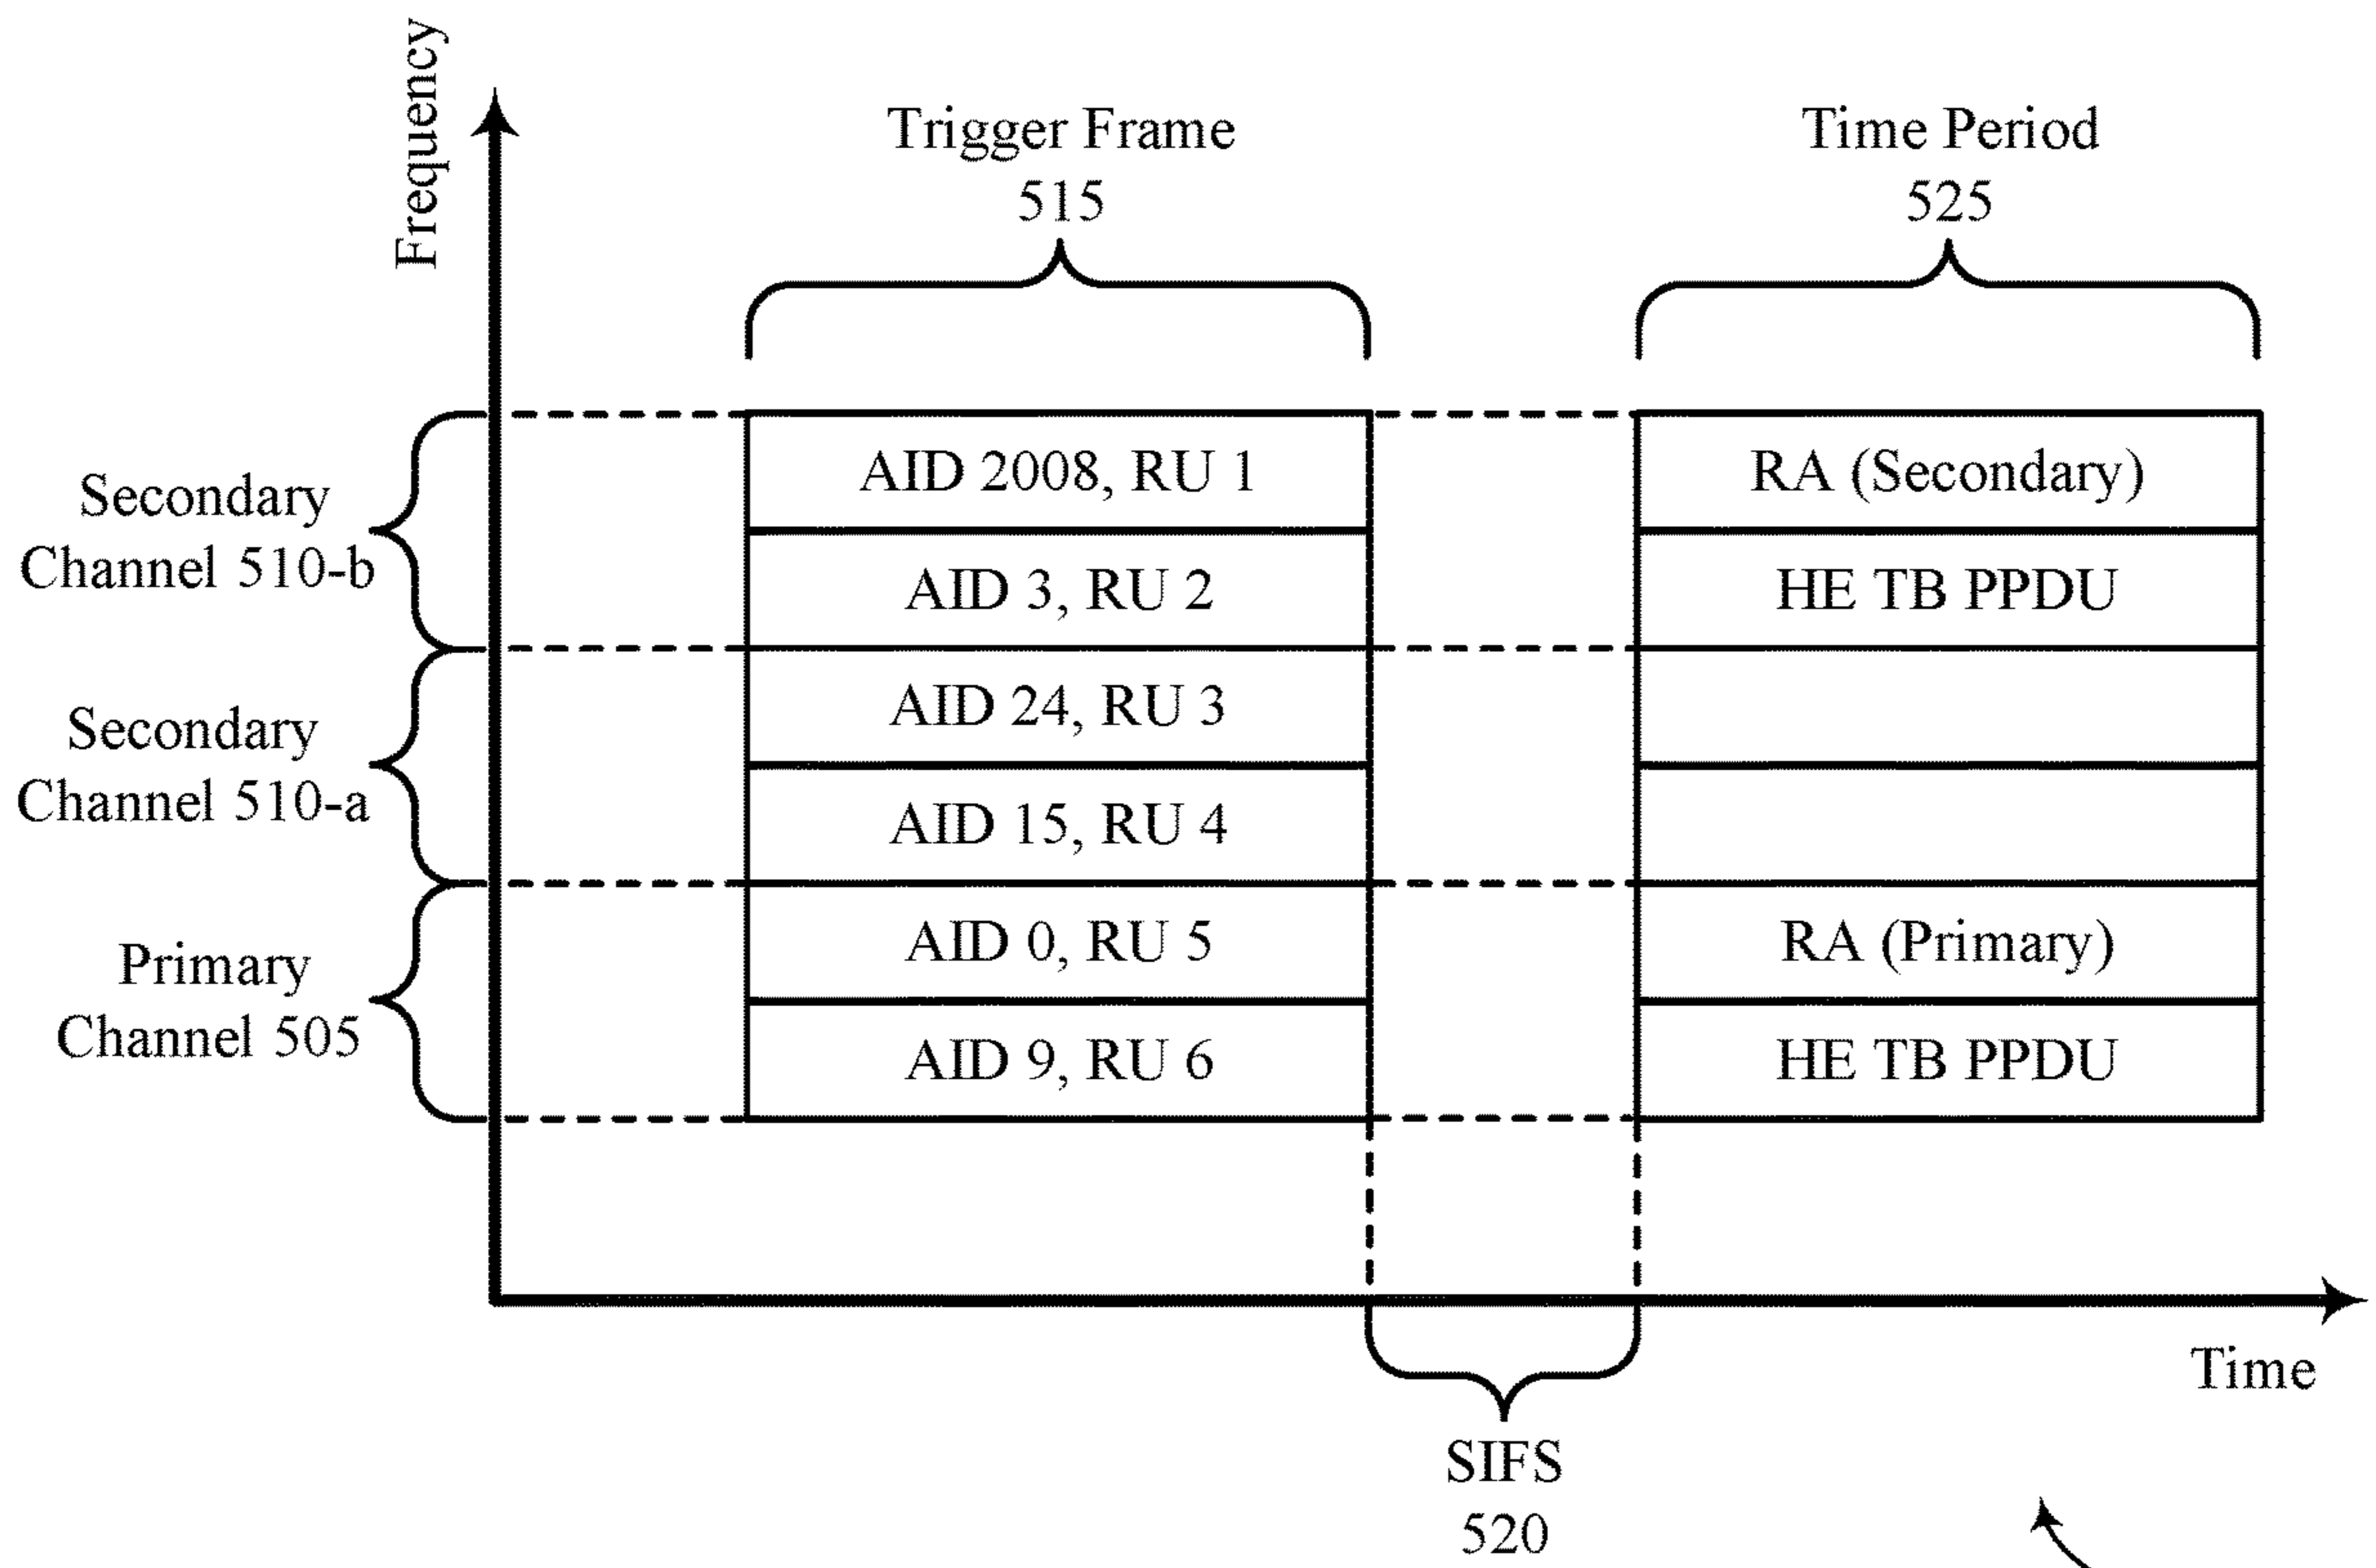 Frequency
Trigger Frame
515
Time Period
525
Secondary
Channel 510-b
AID 2008, RU 1
RA (Secondary)
AID 3, RU 2
HE TB PPDU
Secondary
Channel 510-a
AID 24, RU 3
AID 15, RU 4
Primary
Channel 505
AID 0, RU 5
RA (Primary)
AID 9, RU 6
HE TB PPDU
Time
SIFS
520